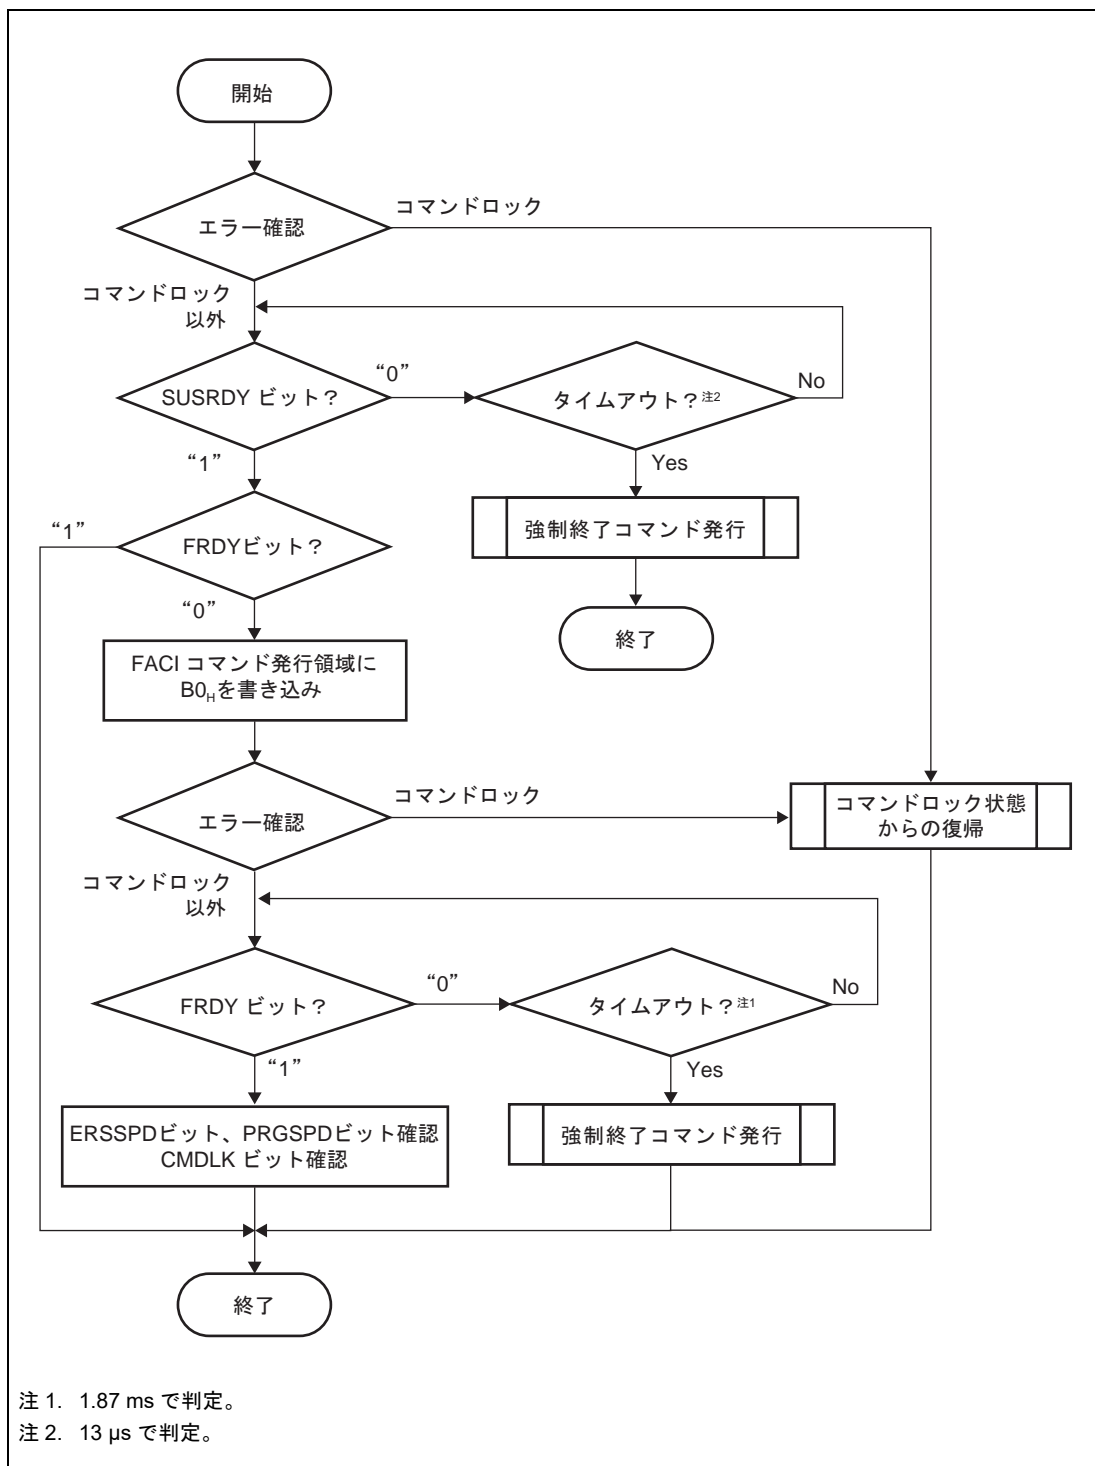 開始
エラー確認
コマンドロック
コマンドロック
以外
SUSRDY ビット？
“0”
タイムアウト？注2
No
“1”
Yes
“1”
FRDYビット？
強制終了コマンド発行
“0”
終了
FACI コマンド発行領域に
B0Hを書き込み
エラー確認
コマンドロック
コマンドロック状態
からの復帰
コマンドロック
以外
FRDY ビット？
“0”
タイムアウト？注1
No
“1”
Yes
ERSSPDビット、PRGSPDビット確認
CMDLK ビット確認
強制終了コマンド発行
終了
注 1. 1.87 ms で判定。
注 2. 13 µs で判定。